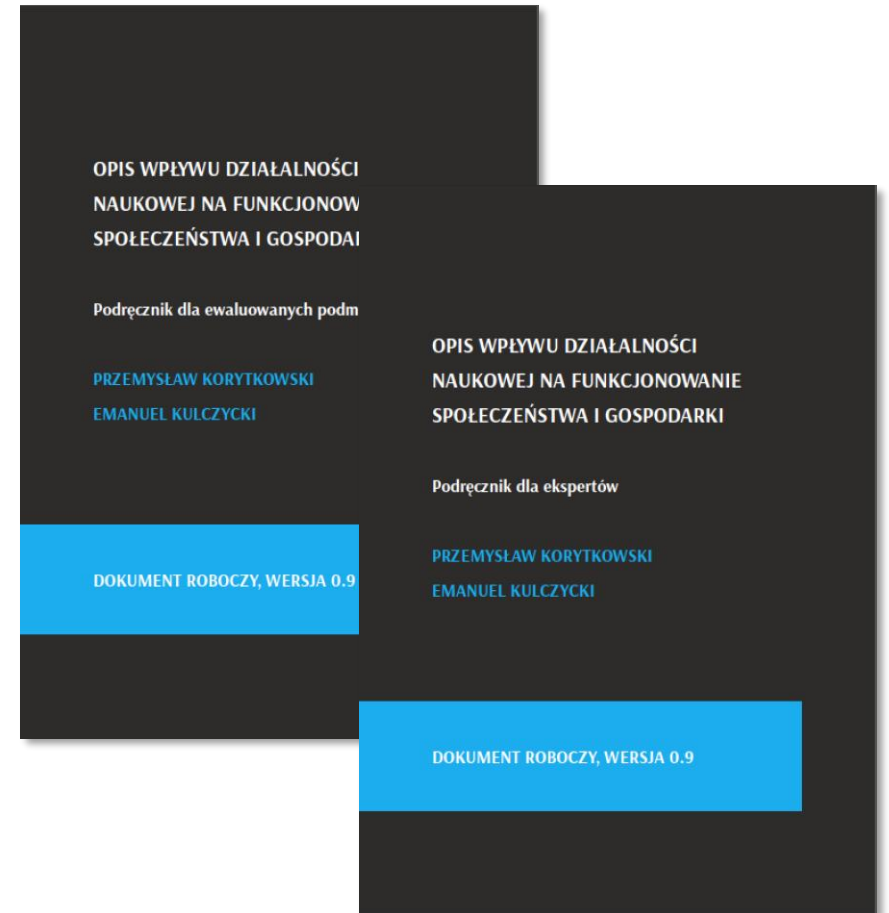 OPIS WPŁYWU DZIAŁALNOŚCI
NAUKOWEJ NA FUNKCJONOW
SPOŁECZEŃSTWA I GOSPODA
Podręcznik dla ewaluowanych podm
PRZEMYSŁAW KORYTKOWSKI
EMANUEL KULCZYCKI
DOKUMENT ROBOCZY, WERSJA 0.9
OPIS WPŁYWU DZIAŁALNOŚCI
NAUKOWEJ NA FUNKCJONOWANIE
SPOŁECZEŃSTWA I GOSPODARKI
Podręcznik dla ekspertów
PRZEMYSŁAW KORYTKOWSKI
EMANUEL KULCZYCKI
DOKUMENT ROBOCZY, WERSJA 0.9